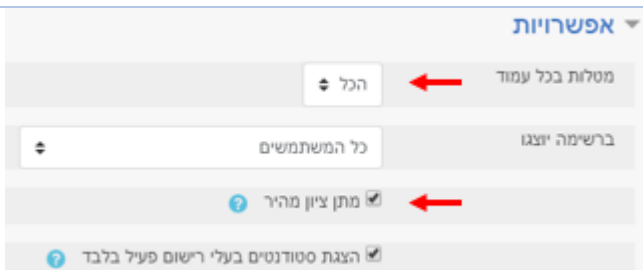 אפשרויות
מטלות בכל עמוד הכל
ברשימה יוצגו כל המשתמשים
מתן ציון מהיר
הצגת סטודנטים בעלי רישום פעיל בלבד